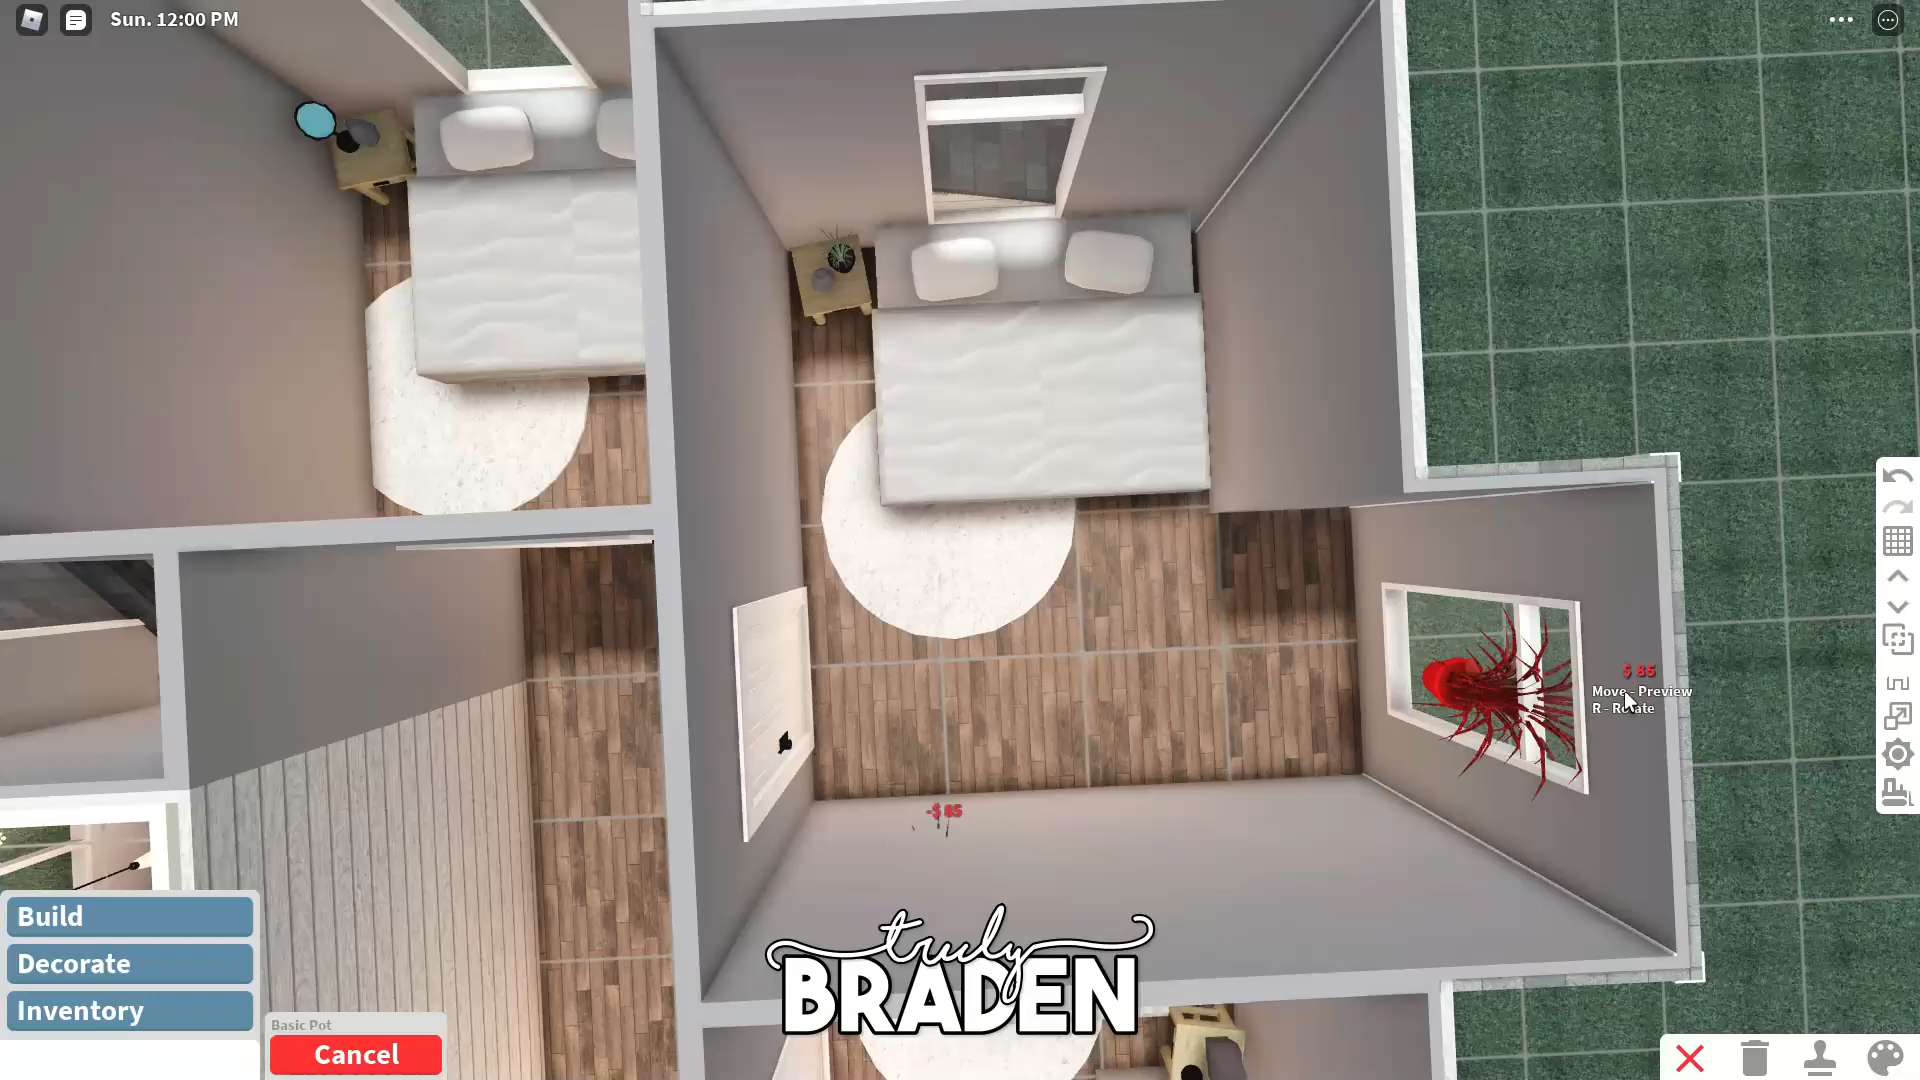 Sun. 12:00 PM
$ 85
Move - Preview
R - Rotate
-$ 85
Build
Decorate
Inventory
Basic Pot
Cancel
truly
BRADEN